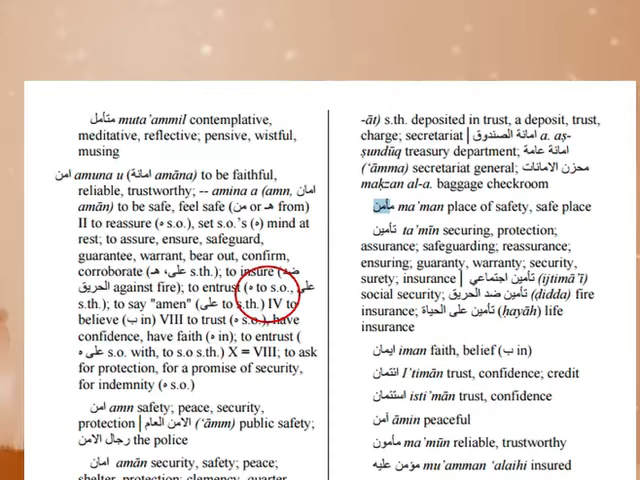 متأمل muta‘ammil contemplative,
meditative, reflective; pensive, wistful,
musing
امن amuna u (امانة amāna) to be faithful,
reliable, trustworthy; -- amina a (amn, امان
amān) to be safe, feel safe (من or هـ from)
II to reassure (ه s.o.), set s.o.’s (ه) mind at
rest; to assure, ensure, safeguard,
guarantee, warrant, bear out, confirm,
corroborate (على، هـ s.th.); to insure (ضد
الحريق against fire); to entrust (ه to s.o., على
s.th.); to say "amen" (على to s.th.) IV to
believe (ب in) VIII to trust (ه s.o.), have
confidence, have faith (ه in); to entrust (
ه على s.o. with, to s.o s.th.) X = VIII; to ask
for protection, for a promise of security,
for indemnity (ه s.o.)
امن amn safety; peace, security,
protection | الامن العام (‘āmm) public safety;
رجال الامن the police
امان amān security, safety; peace;
shelter, protection; clemency, quarter
-āt) s.th. deposited in trust, a deposit, trust,
charge; secretariat | امانة الصندوق a. aṣ-
ṣundūq treasury department; امانة عامة
(‘āmma) secretariat general; مخزن الامانات
maḵzan al-a. baggage checkroom
مأمن ma‘man place of safety, safe place
تأمين ta‘mīn securing, protection;
assurance; safeguarding; reassurance;
ensuring; guaranty, warranty; security,
surety; insurance | تأمين اجتماعي (ijtimā‘ī)
social security; تأمين ضد الحريق (ḍidda) fire
insurance; تأمين على الحياة (ḥayāh) life
insurance
ايمان iman faith, belief (ب in)
ائتمان I’timān trust, confidence; credit
استئمان isti’mān trust, confidence
آمن āmin peaceful
مأمون ma’mūn reliable, trustworthy
مؤمن عليه mu’amman ‘alaihi insured